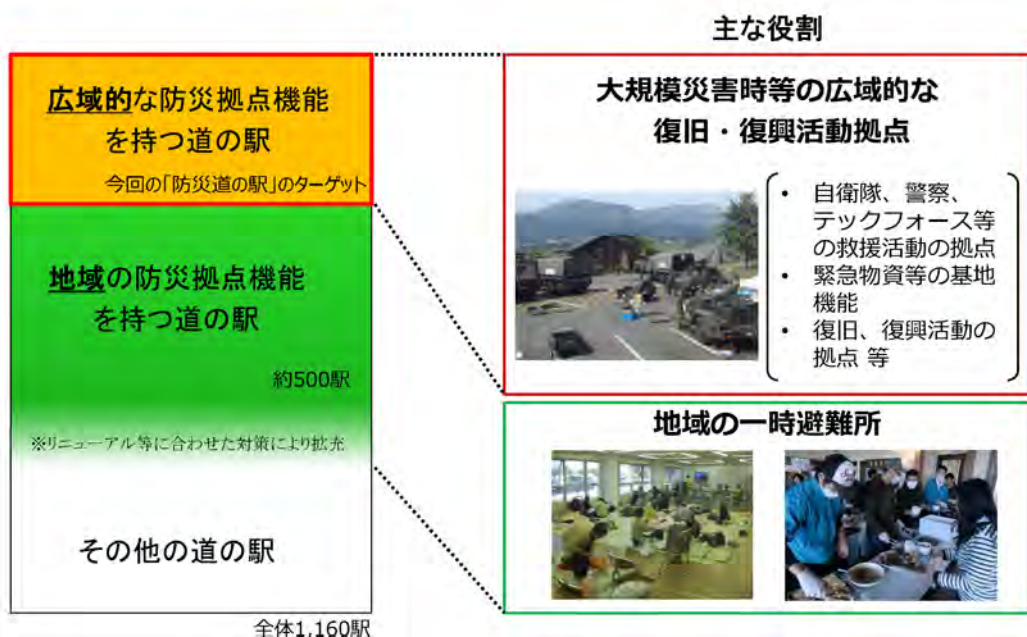 主な役割
広域的な防災拠点機能
を持つ道の駅
今回の「防災道の駅」のターゲット
地域の防災拠点機能
を持つ道の駅
約500駅
※リニューアル等に合わせた対策により拡充
その他の道の駅
全体1,160駅
大規模災害時等の広域的な
復旧・復興活動拠点
• 自衛隊、警察、
テックフォース等
の救援活動の拠点
• 緊急物資等の基地
機能
• 復旧、復興活動の
拠点 等
地域の一時避難所